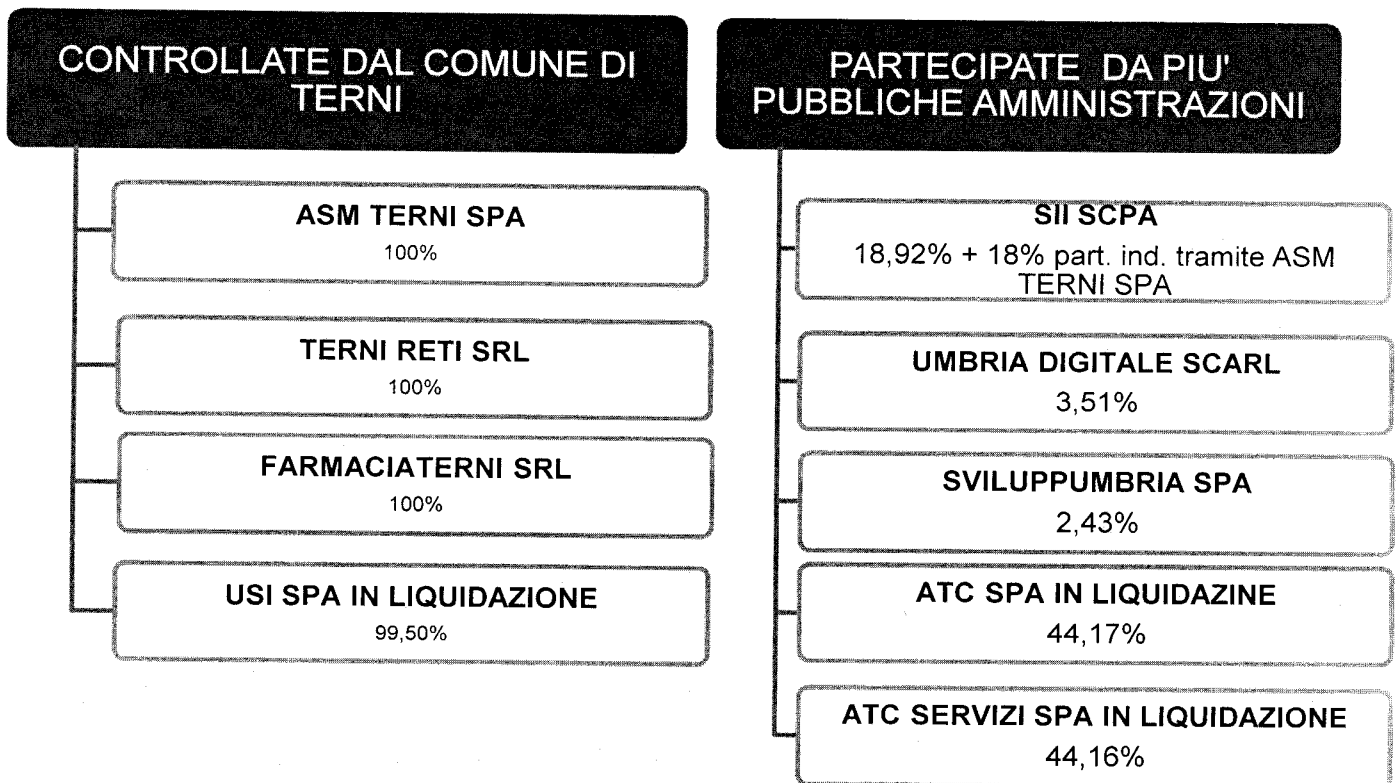 CONTROLLATE DAL COMUNE DI
TERNI
ASM TERNI SPA
100%
TERNI RETI SRL
100%
FARMACIATERNI SRL
100%
USI SPA IN LIQUIDAZIONE
99,50%
PARTECIPATE DA PIU'
PUBBLICHE AMMINISTRAZIONI
SII SCPA
18,92% + 18% part. ind. tramite ASM
TERNI SPA
UMBRIA DIGITALE SCARL
3,51%
SVILUPPUMBRIA SPA
2,43%
ATC SPA IN LIQUIDAZINE
44,17%
ATC SERVIZI SPA IN LIQUIDAZIONE
44,16%